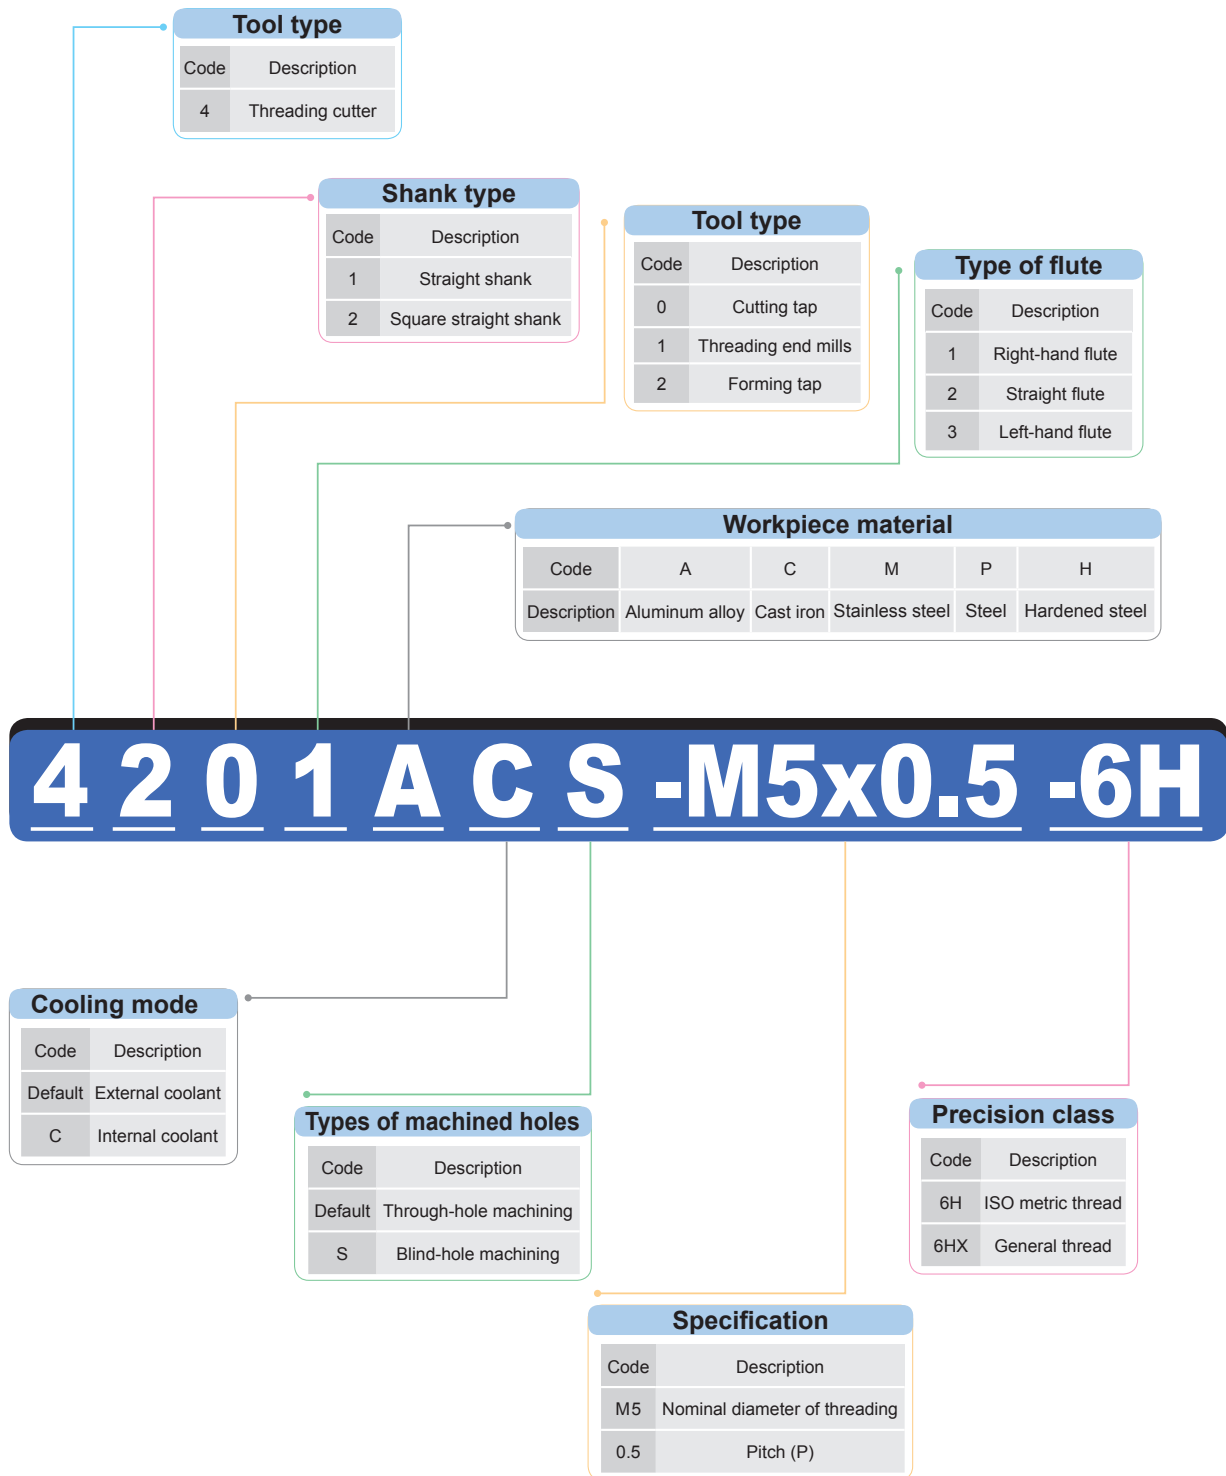 Tool type
Code Description
4 Threading cutter
Shank type
Code Description
1 Straight shank
2 Square straight shank
Tool type
Code Description
0 Cutting tap
1 Threading end mills
2 Forming tap
Type of flute
Code Description
1 Right-hand flute
2 Straight flute
3 Left-hand flute
Workpiece material
Code A C M P H
Description Aluminum alloy Cast iron Stainless steel Steel Hardened steel
4 2 0 1 A C S -M5x0.5 -6H
Cooling mode
Code Description
Default External coolant
C Internal coolant
Types of machined holes
Code Description
Default Through-hole machining
S Blind-hole machining
Precision class
Code Description
6H ISO metric thread
6HX General thread
Specification
Code Description
M5 Nominal diameter of threading
0.5 Pitch (P)